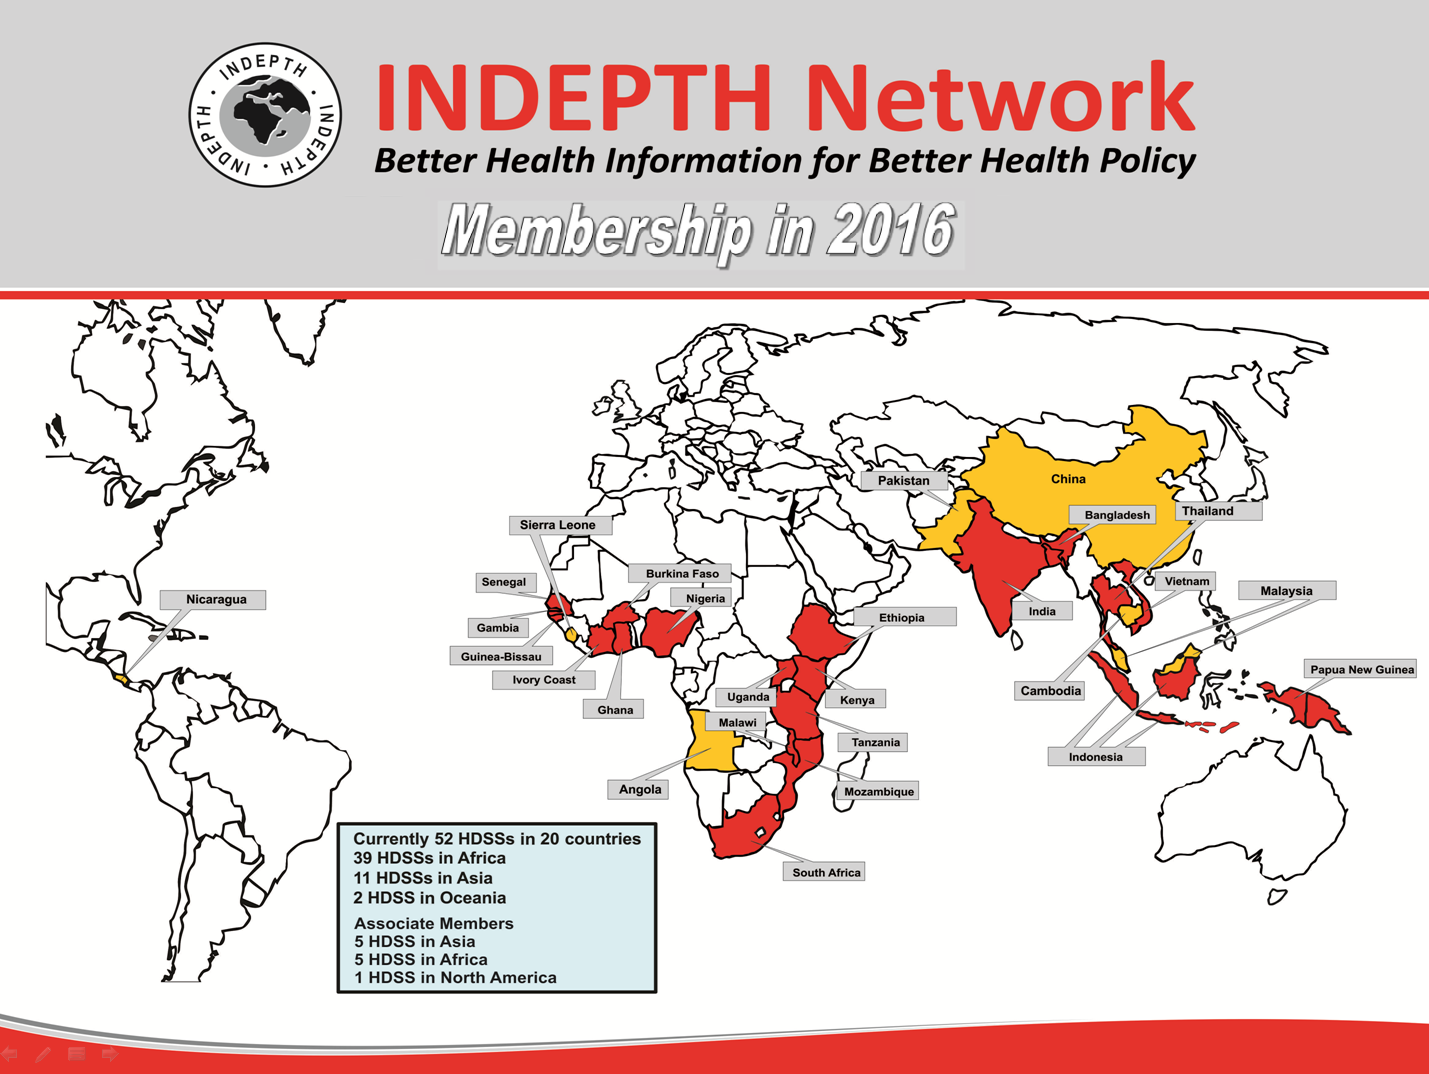 INDEPTH
INDEPTH
INDEPTH
INDEPTH Network
Better Health Information for Better Health Policy
Membership in 2016
China
Pakistan
Bangladesh
Thailand
Sierra Leone
Burkina Faso
Senegal
Vietnam
Malaysia
Nicaragua
Nigeria
India
Ethiopia
Gambia
Guinea-Bissau
Papua New Guinea
Ivory Coast
Cambodia
Uganda
Kenya
Ghana
Malawi
Tanzania
Indonesia
Angola
Mozambique
South Africa
Currently 52 HDSSs in 20 countries
39 HDSSs in Africa
11 HDSSs in Asia
2 HDSS in Oceania
Associate Members
5 HDSS in Asia
5 HDSS in Africa
1 HDSS in North America